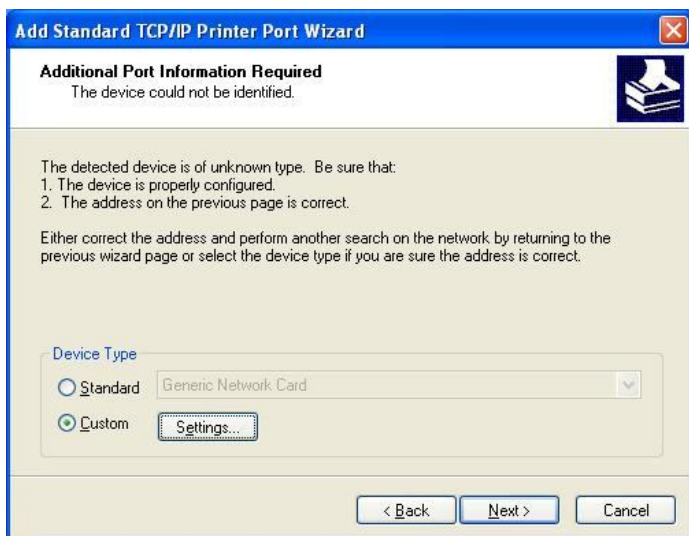 Add Standard TCP/IP Printer Port Wizard
Additional Port Information Required
The device could not be identified.
The detected device is of unknown type.  Be sure that:
1. The device is properly configured.
2.  The address on the previous page is correct.
Either correct the address and perform another search on the network by returning to the
previous wizard page or select the device type if you are sure the address is correct.
Device Type
Standard
Generic Network Card
Custom
Settings...
< Back
Next >
Cancel